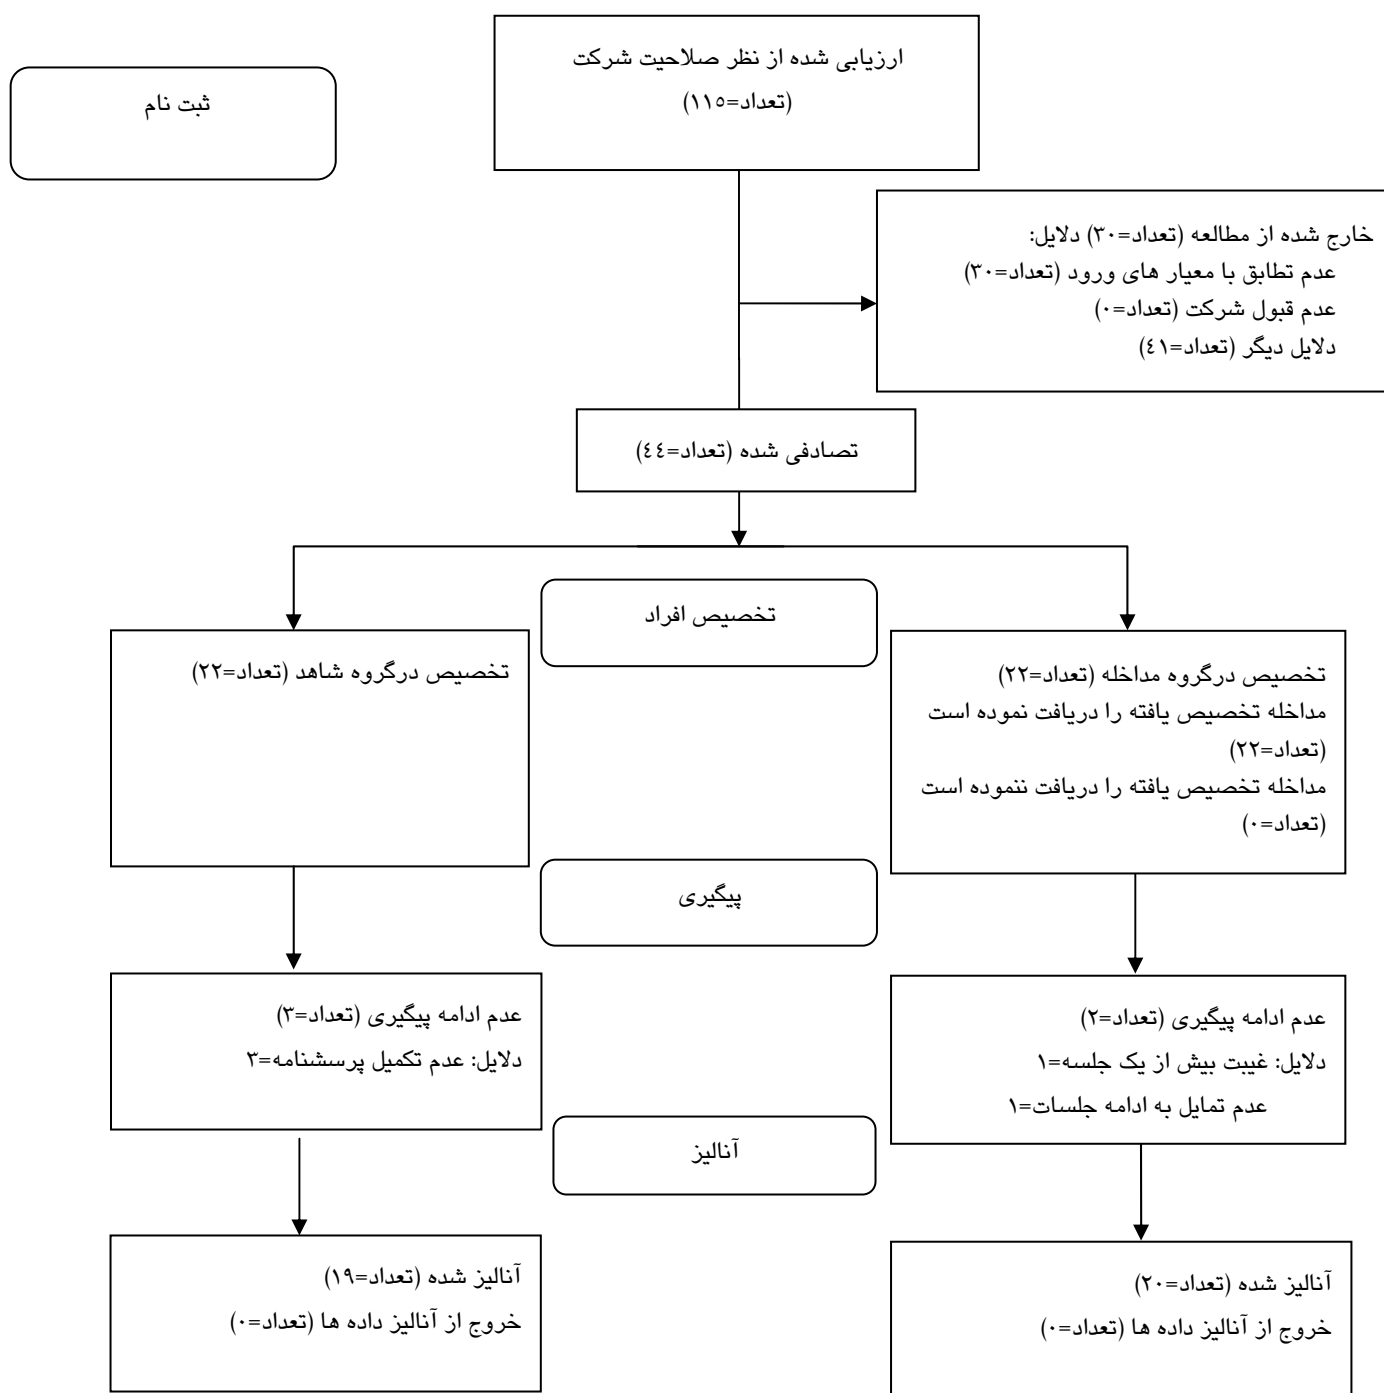 ارزیابی شده از نظر صلاحیت شرکت
(تعداد=۱۱۵)
ثبت نام
خارج شده از مطالعه (تعداد=۳۰) دلایل:
عدم تطابق با معیار های ورود (تعداد=۳۰)
عدم قبول شرکت (تعداد=۰)
دلایل دیگر (تعداد=٤۱)
تصادفی شده (تعداد=٤٤)
تخصیص افراد
تخصیص درگروه مداخله (تعداد=۲۲)
مداخله تخصیص یافته را دریافت نموده است
(تعداد=۲۲)
مداخله تخصیص یافته را دریافت ننموده است
(تعداد=۰)
تخصیص درگروه شاهد (تعداد=۲۲)
پیگیری
عدم ادامه پیگیری (تعداد=۲)
دلایل: غیبت بیش از یک جلسه=۱
عدم تمایل به ادامه جلسات=۱
عدم ادامه پیگیری (تعداد=۳)
دلایل: عدم تکمیل پرسشنامه=۳
آنالیز
آنالیز شده (تعداد=۲۰)
خروج از آنالیز داده ها (تعداد=۰)
آنالیز شده (تعداد=۱۹)
خروج از آنالیز داده ها (تعداد=۰)